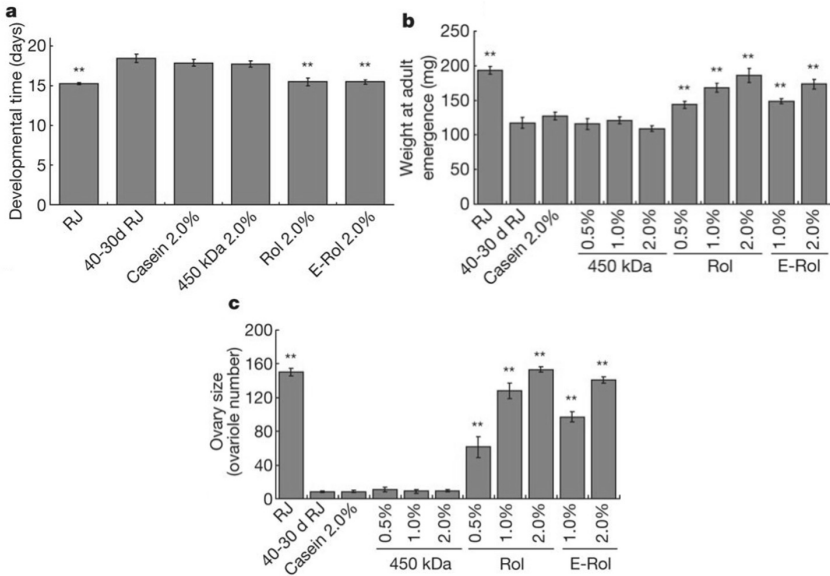 a
Developmental time (days)
20
15
10
5
0
**
**
**
RJ
40-30d RJ
Casein 2.0%
450 kDa 2.0%
Rol 2.0%
E-Rol 2.0%
b
Weight at adult
emergence (mg)
250
200
150
100
50
0
**
**
**
**
**
**
RJ
40-30 d RJ
Casein 2.0%
0.5%
1.0%
2.0%
0.5%
1.0%
2.0%
1.0%
2.0%
450 kDa
Rol
E-Rol
c
Ovary size
(ovariole number)
200
160
120
80
40
0
**
**
**
**
**
**
RJ
40-30 d RJ
Casein 2.0%
0.5%
1.0%
2.0%
0.5%
1.0%
2.0%
1.0%
2.0%
450 kDa
Rol
E-Rol